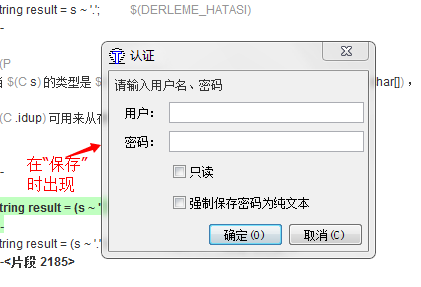 tring result = s ~ '.'; $(DERLEME_HATASI)
-
认证
$(P
当 $(C s) 的类型是 $ har[]) ，
请输入用户名、密码
用户：
$(C .idup) 可用来从在
密码：
在“保存”
时出现
只读
强制保存密码为纯文本
tring result = (s ~ '
-
确定(O) 取消(C)
tring result = (s ~ '.'
-<片段 2185>